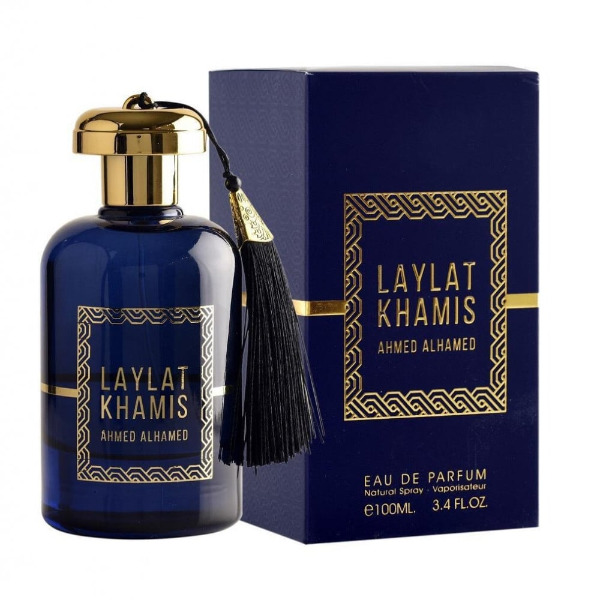 LAYLAT
KHAMIS
AHMED ALHAMED
LAYLAT
KHAMIS
AHMED ALHAMED
EAU DE PARFUM
Natural Spray - Vaporisateur
℮100ML. 3.4 FL.OZ.